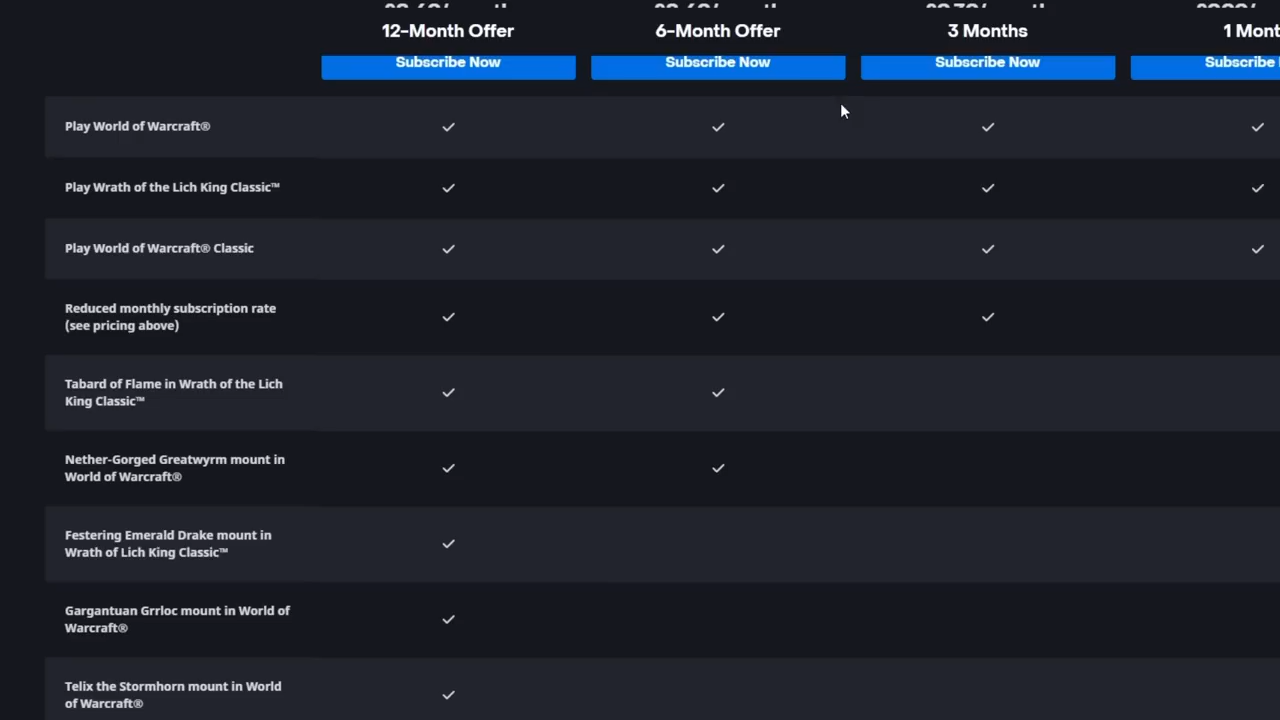 12-Month Offer 6-Month Offer 3 Months 1 Mont
Subscribe Now Subscribe Now Subscribe Now Subscribe
Play World of Warcraft®
Play Wrath of the Lich King Classic™
Play World of Warcraft® Classic
Reduced monthly subscription rate
(see pricing above)
Tabard of Flame in Wrath of the Lich
King Classic™
Nether-Gorged Greatwyrm mount in
World of Warcraft®
Festering Emerald Drake mount in
Wrath of Lich King Classic™
Gargantuan Grrloc mount in World of
Warcraft®
Telix the Stormhorn mount in World
of Warcraft®